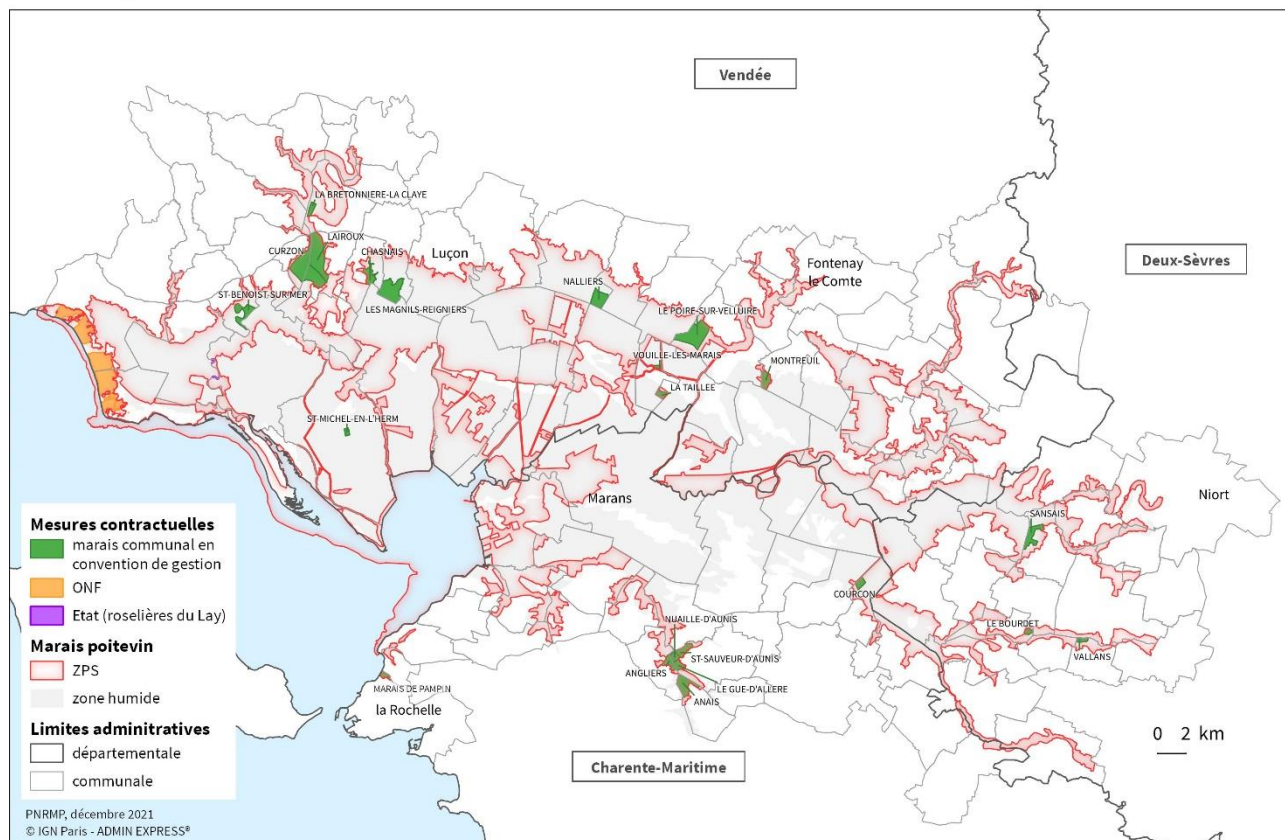 Vendée
Deux-Sèvres
LA BRETONNIERE-LA CLAYE
LAIROUX
CURZON
CHASNAIS
Luçon
Fontenay
le Comte
NALLIERS
ST-BENOIST-SUR-MER
LES MAGNILS-REIGNIERS
LE POIRE-SUR-VELLUIRE
VOUILLE-LES-MARAIS
MONTREUIL
LA TAILLEE
ST-MICHEL-EN-L'HERM
Marans
Niort
SANSAIS
COURCON
NUAILLE-D'AUNIS
LE BOURDET
VALLANS
ST-SAUVEUR-D'AUNIS
ANGLIERS
LE GUE-D'ALLERE
ANAIS
MARAIS DE PAMPIN
la Rochelle
Charente-Maritime
0 2 km
Mesures contractuelles
marais communal en
convention de gestion
ONF
Etat (roselières du Lay)
Marais poitevin
ZPS
zone humide
Limites adminitratives
départementale
communale
PNRMP, décembre 2021
© IGN Paris - ADMIN EXPRESS®